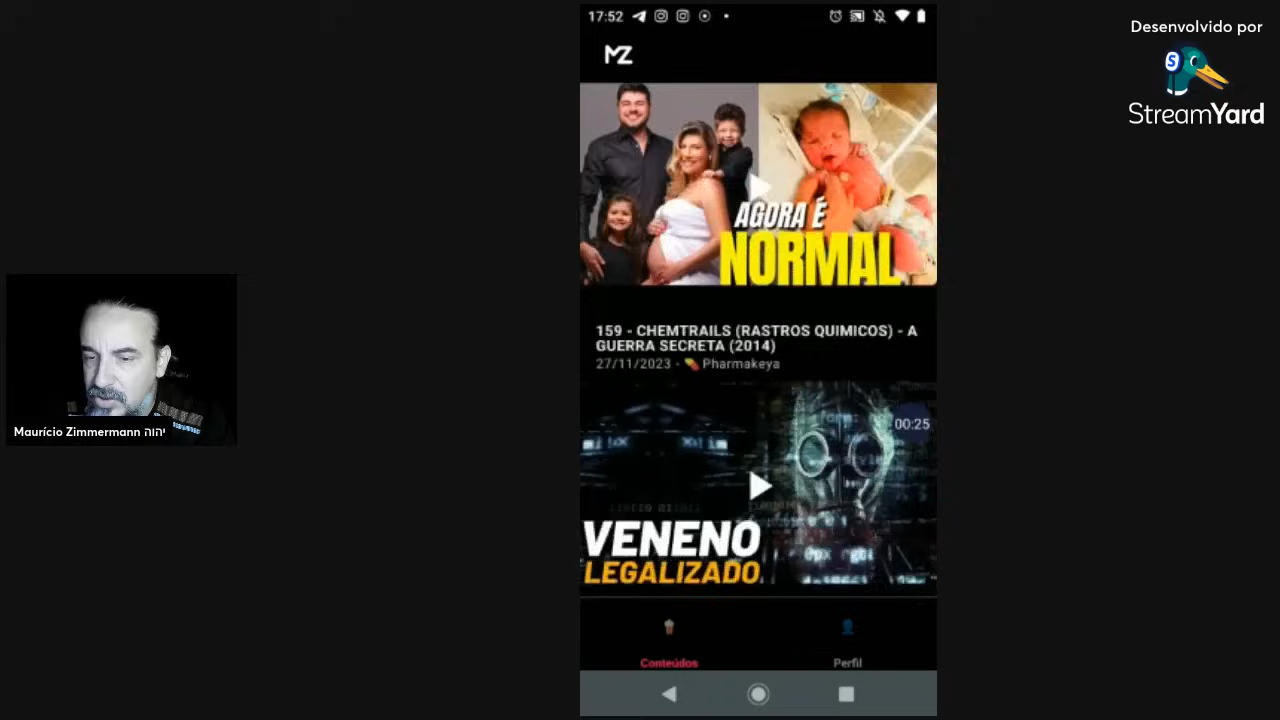 17:52
MZ
Desenvolvido por
S
StreamYard
AGORA É
NORMAL
159 - CHEMTRAILS (RASTROS QUIMICOS) - A
GUERRA SECRETA (2014)
27/11/2023 - Pharmakeya
00:25
Maurício Zimmermann יהוה
VENENO
LEGALIZADO
Conteúdos
Perfil